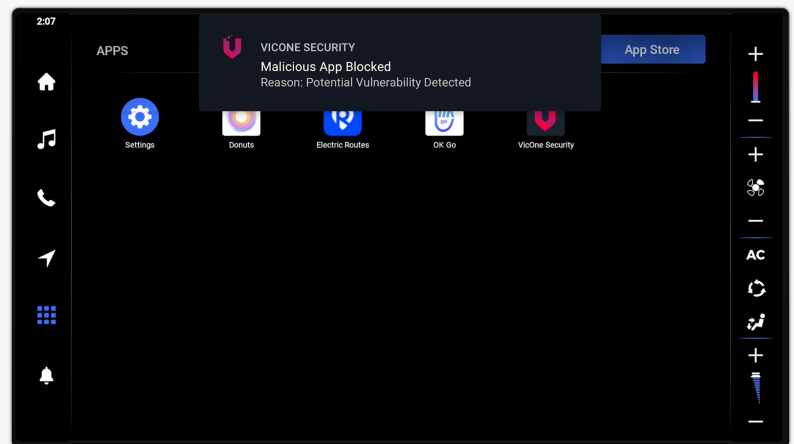 2:07
APPS
VICONE SECURITY
Malicious App Blocked
Reason: Potential Vulnerability Detected
App Store
go
Settings
Donuts
Electric Routes
OK Go
VicOne Security
AC